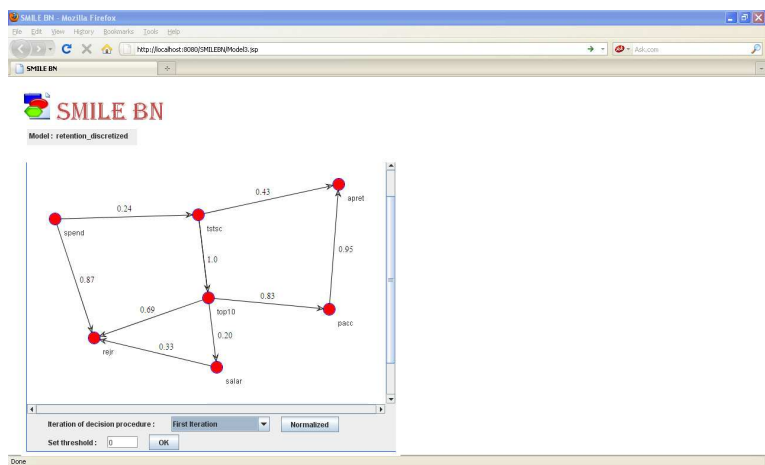 SMILE BN - Mozilla Firefox
File Edit View History Bookmarks Tools Help
http://localhost:8080/SMILEBN/Model3.jsp
Ask.com
SMILE BN
SMILE BN
Model : retention_discretized
0.43
apret
0.24
spend
tstsc
0.95
1.0
0.87
0.83
0.69
top10
pacc
0.20
0.33
rejr
salar
Iteration of decision procedure :
First Iteration
Normalized
Set threshold :
0
OK
Done